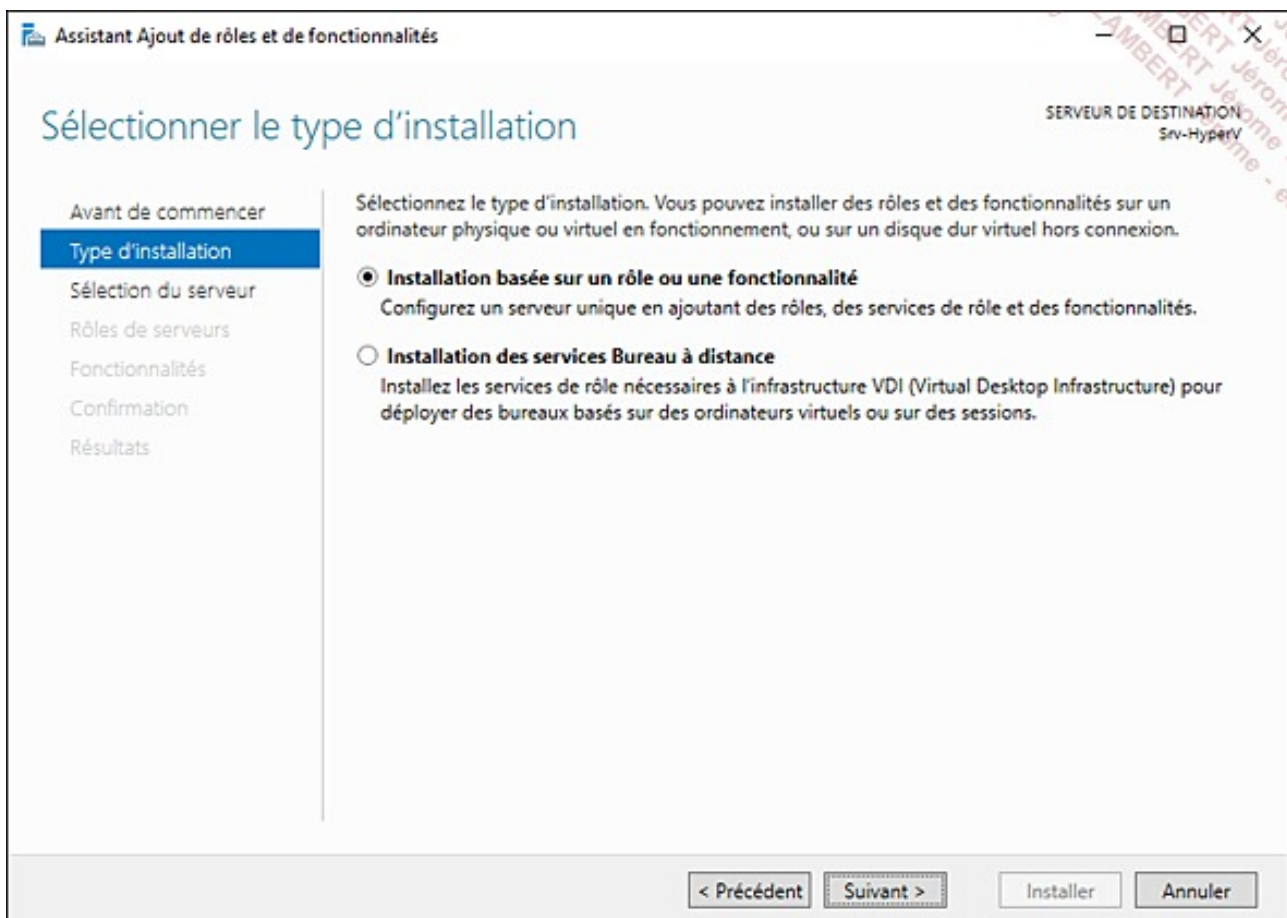 Assistant Ajout de rôles et de fonctionnalités
Sélectionner le type d'installation
SERVEUR DE DESTINATION
Srv-HyperV
Avant de commencer
Type d'installation
Sélection du serveur
Rôles de serveurs
Fonctionnalités
Confirmation
Résultats
Sélectionnez le type d'installation. Vous pouvez installer des rôles et des fonctionnalités sur un
ordinateur physique ou virtuel en fonctionnement, ou sur un disque dur virtuel hors connexion.
Installation basée sur un rôle ou une fonctionnalité
Configurez un serveur unique en ajoutant des rôles, des services de rôle et des fonctionnalités.
Installation des services Bureau à distance
Installez les services de rôle nécessaires à l'infrastructure VDI (Virtual Desktop Infrastructure) pour
déployer des bureaux basés sur des ordinateurs virtuels ou sur des sessions.
< Précédent
Suivant >
Installer
Annuler
LAMBERT Jérôme